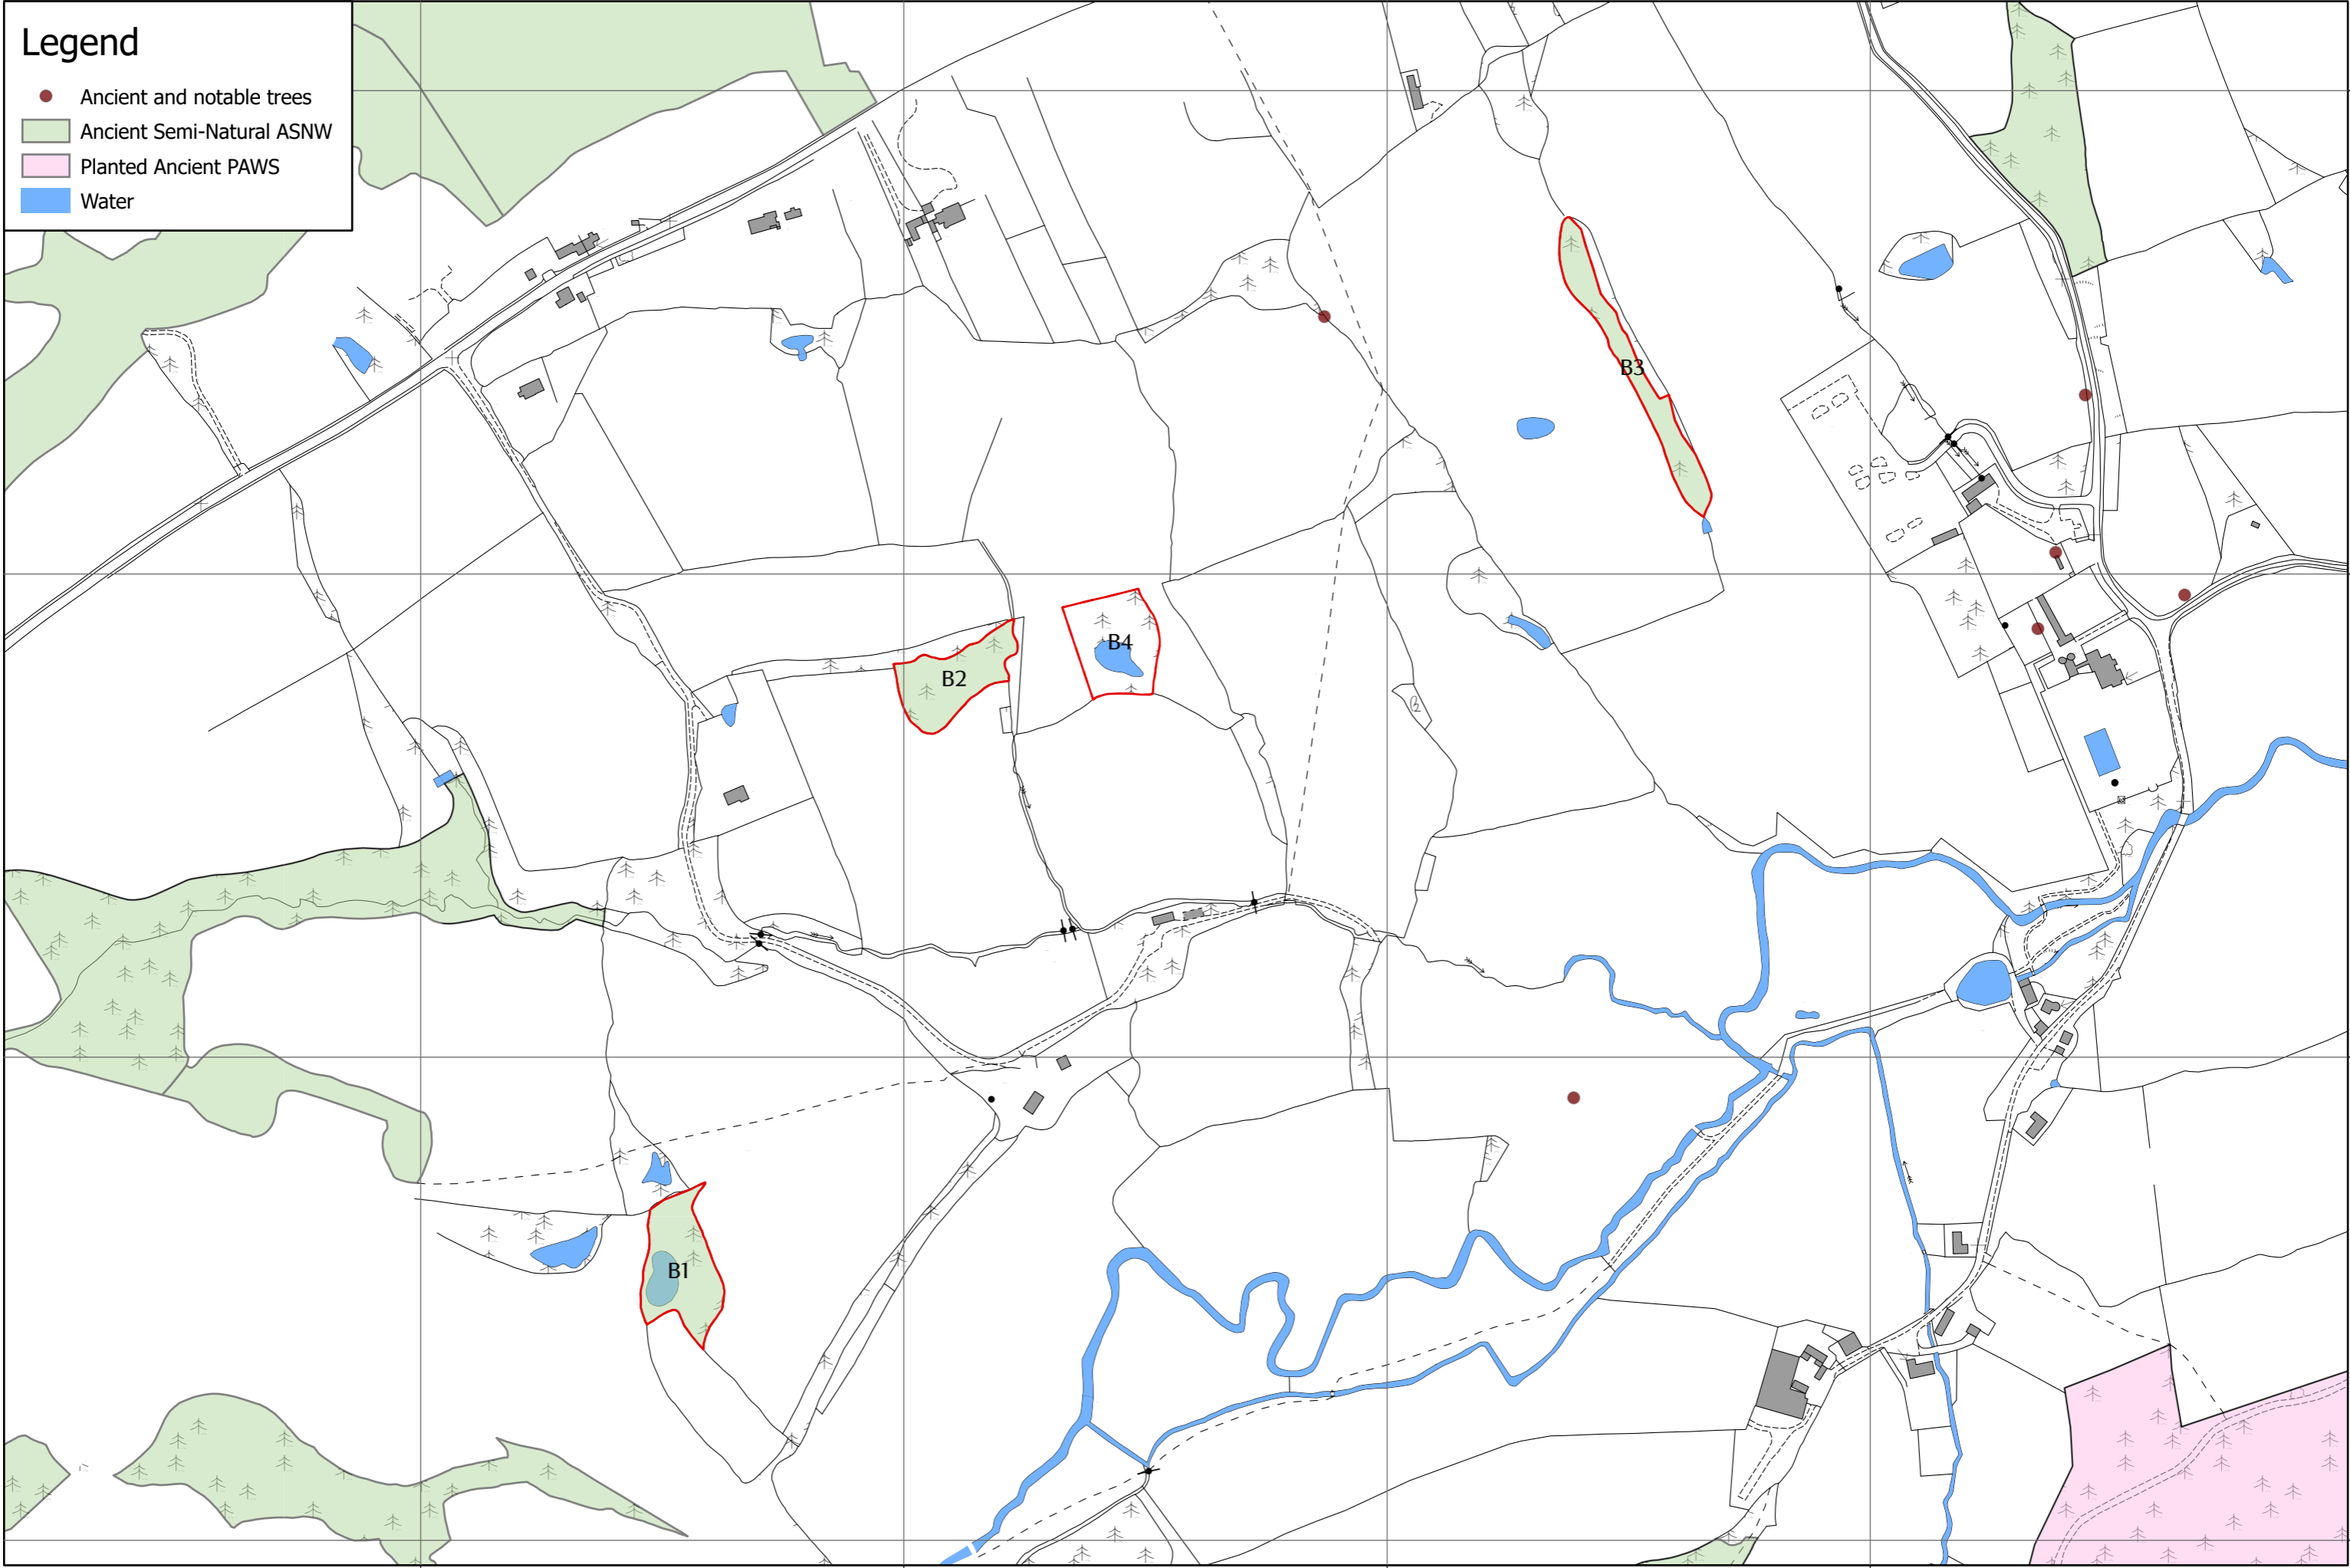 Legend
Ancient and notable trees
Ancient Semi-Natural ASNW
Planted Ancient PAWS
Water
B3
B4
B2
B1